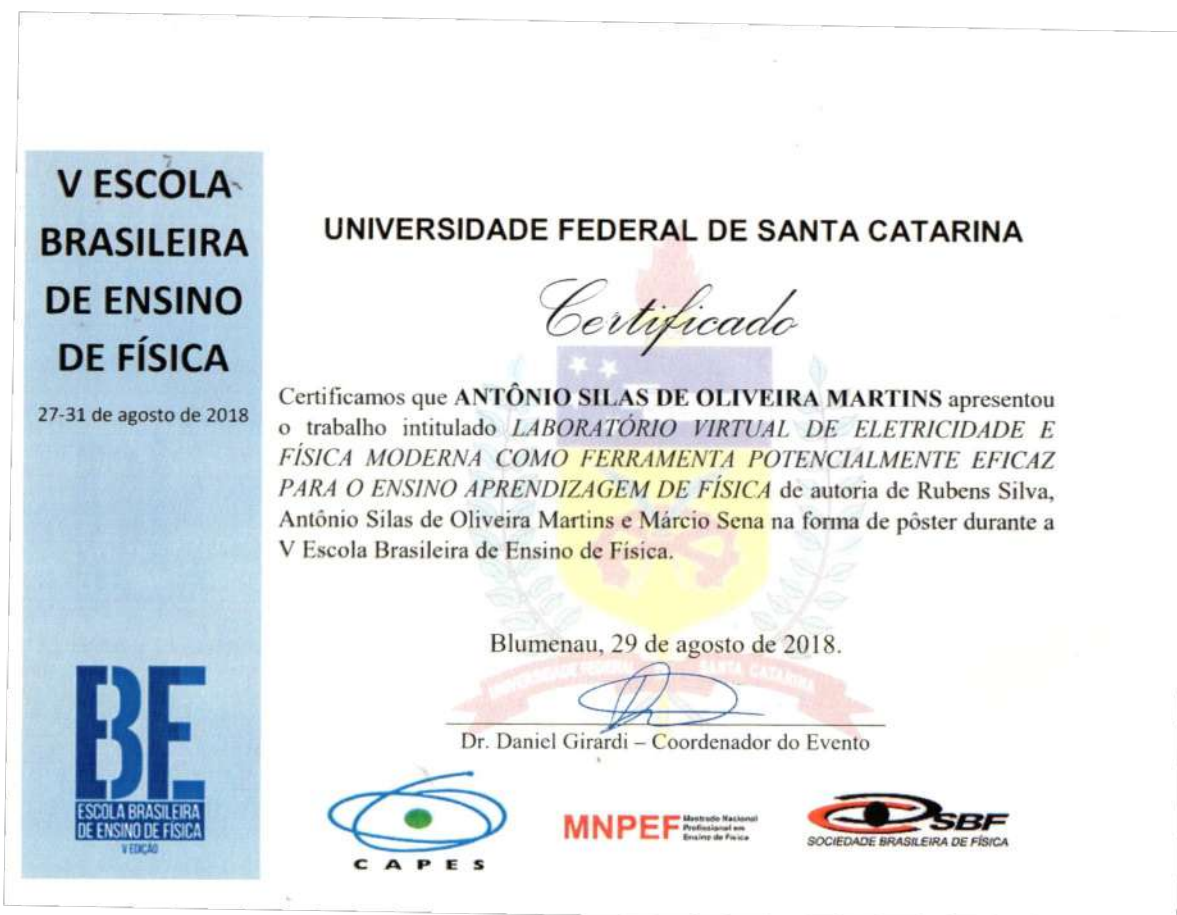 V ESCOLA
BRASILEIRA
DE ENSINO
DE FÍSICA
27-31 de agosto de 2018
UNIVERSIDADE FEDERAL DE SANTA CATARINA
Certificado
Certificamos que ANTÔNIO SILAS DE OLIVEIRA MARTINS apresentou
o trabalho intitulado LABORATÓRIO VIRTUAL DE ELETRICIDADE E
FÍSICA MODERNA COMO FERRAMENTA POTENCIALMENTE EFICAZ
PARA O ENSINO APRENDIZAGEM DE FÍSICA de autoria de Rubens Silva,
Antônio Silas de Oliveira Martins e Márcio Sena na forma de pôster durante a
V Escola Brasileira de Ensino de Física.
Blumenau, 29 de agosto de 2018.
UNIVERSIDADE FEDERAL DE SANTA CATARINA
Dr. Daniel Girardi – Coordenador do Evento
BE
ESCOLA BRASILEIRA
DE ENSINO DE FÍSICA
V EDIÇÃO
CAPES
MNPEF Mestrado Nacional
Profissional em
Ensino de Física
SBF
SOCIEDADE BRASILEIRA DE FÍSICA